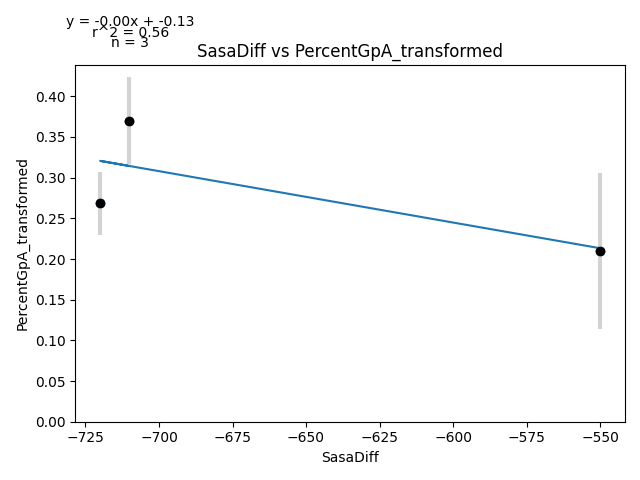 y = -0.00x + -0.13
r^2 = 0.56
n = 3
SasaDiff vs PercentGpA_transformed
PercentGpA_transformed
0.40
0.35
0.30
0.25
0.20
0.15
0.10
0.05
0.00
−725 −700 −675 −650 −625 −600 −575 −550
SasaDiff